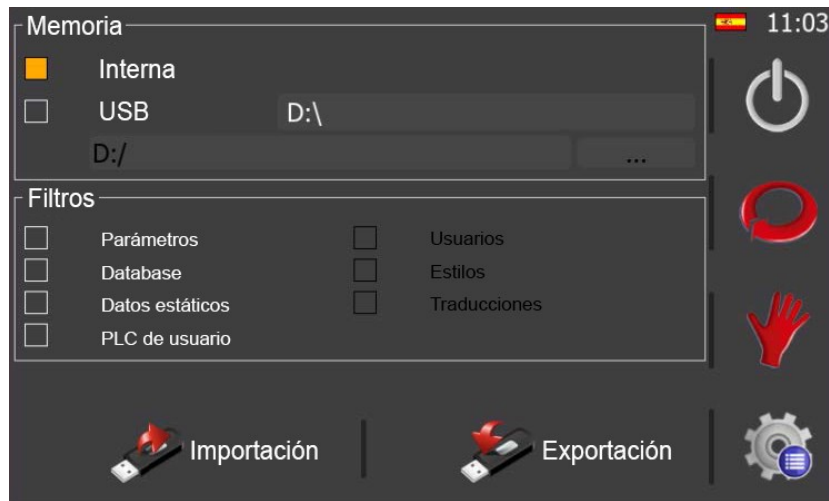 Memoria
11:03
Interna
USB D:\
D:/ ...
Filtros
Parámetros Usuarios
Database Estilos
Datos estáticos Traducciones
PLC de usuario
Importación Exportación